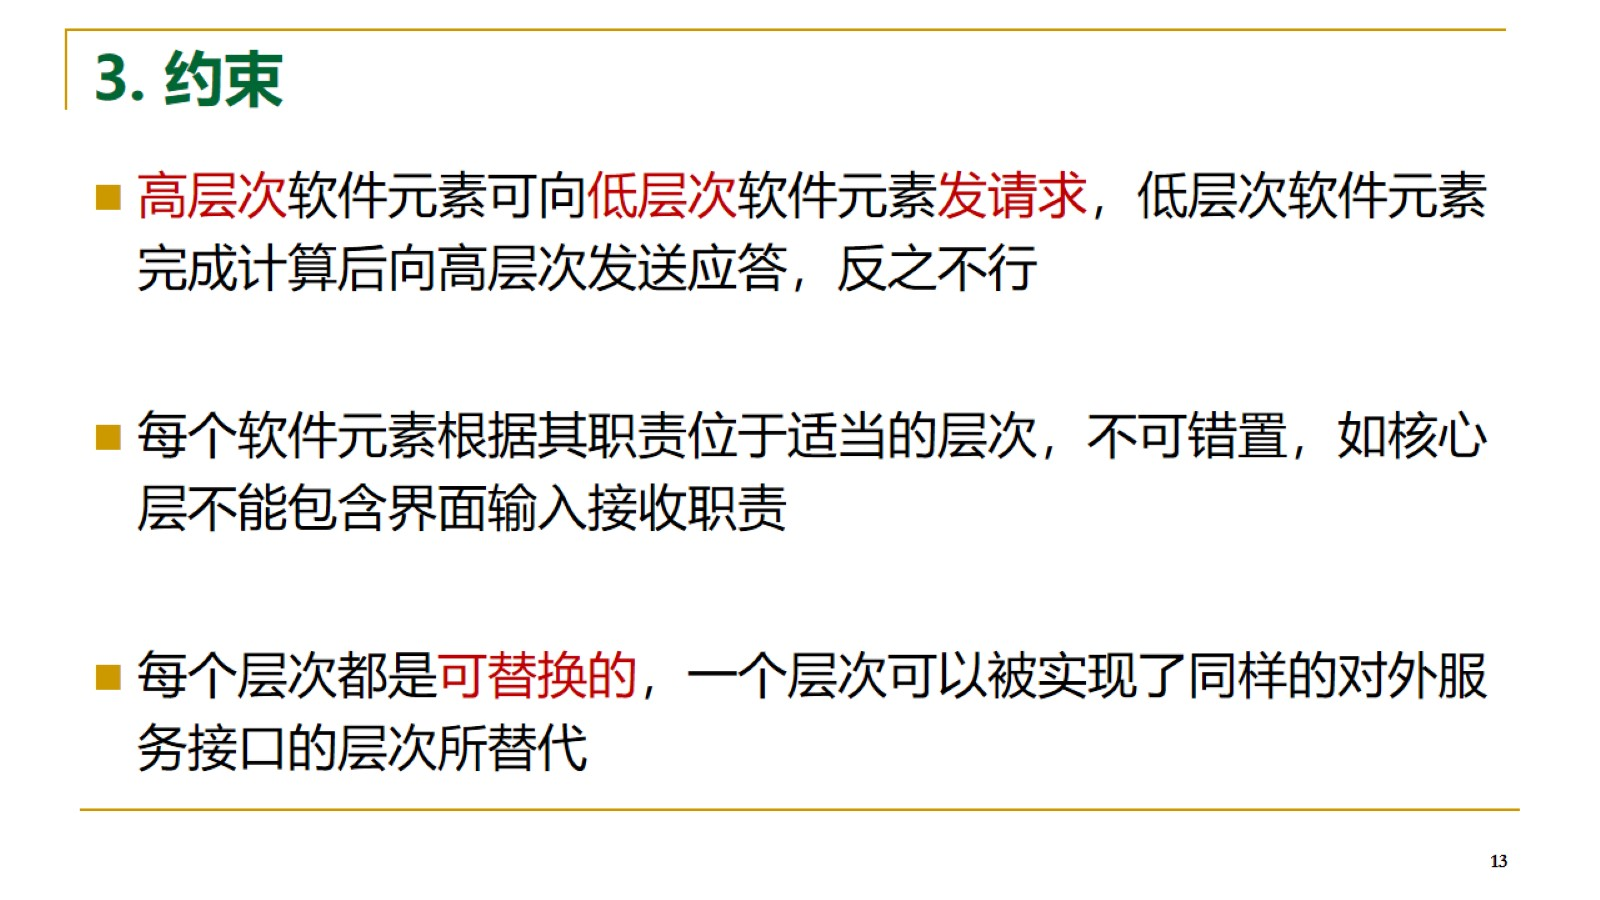 3. 约束
高层次软件元素可向低层次软件元素发请求，低层次软件元素
完成计算后向高层次发送应答，反之不行
每个软件元素根据其职责位于适当的层次，不可错置，如核心
层不能包含界面输入接收职责
每个层次都是可替换的，一个层次可以被实现了同样的对外服
务接口的层次所替代
13